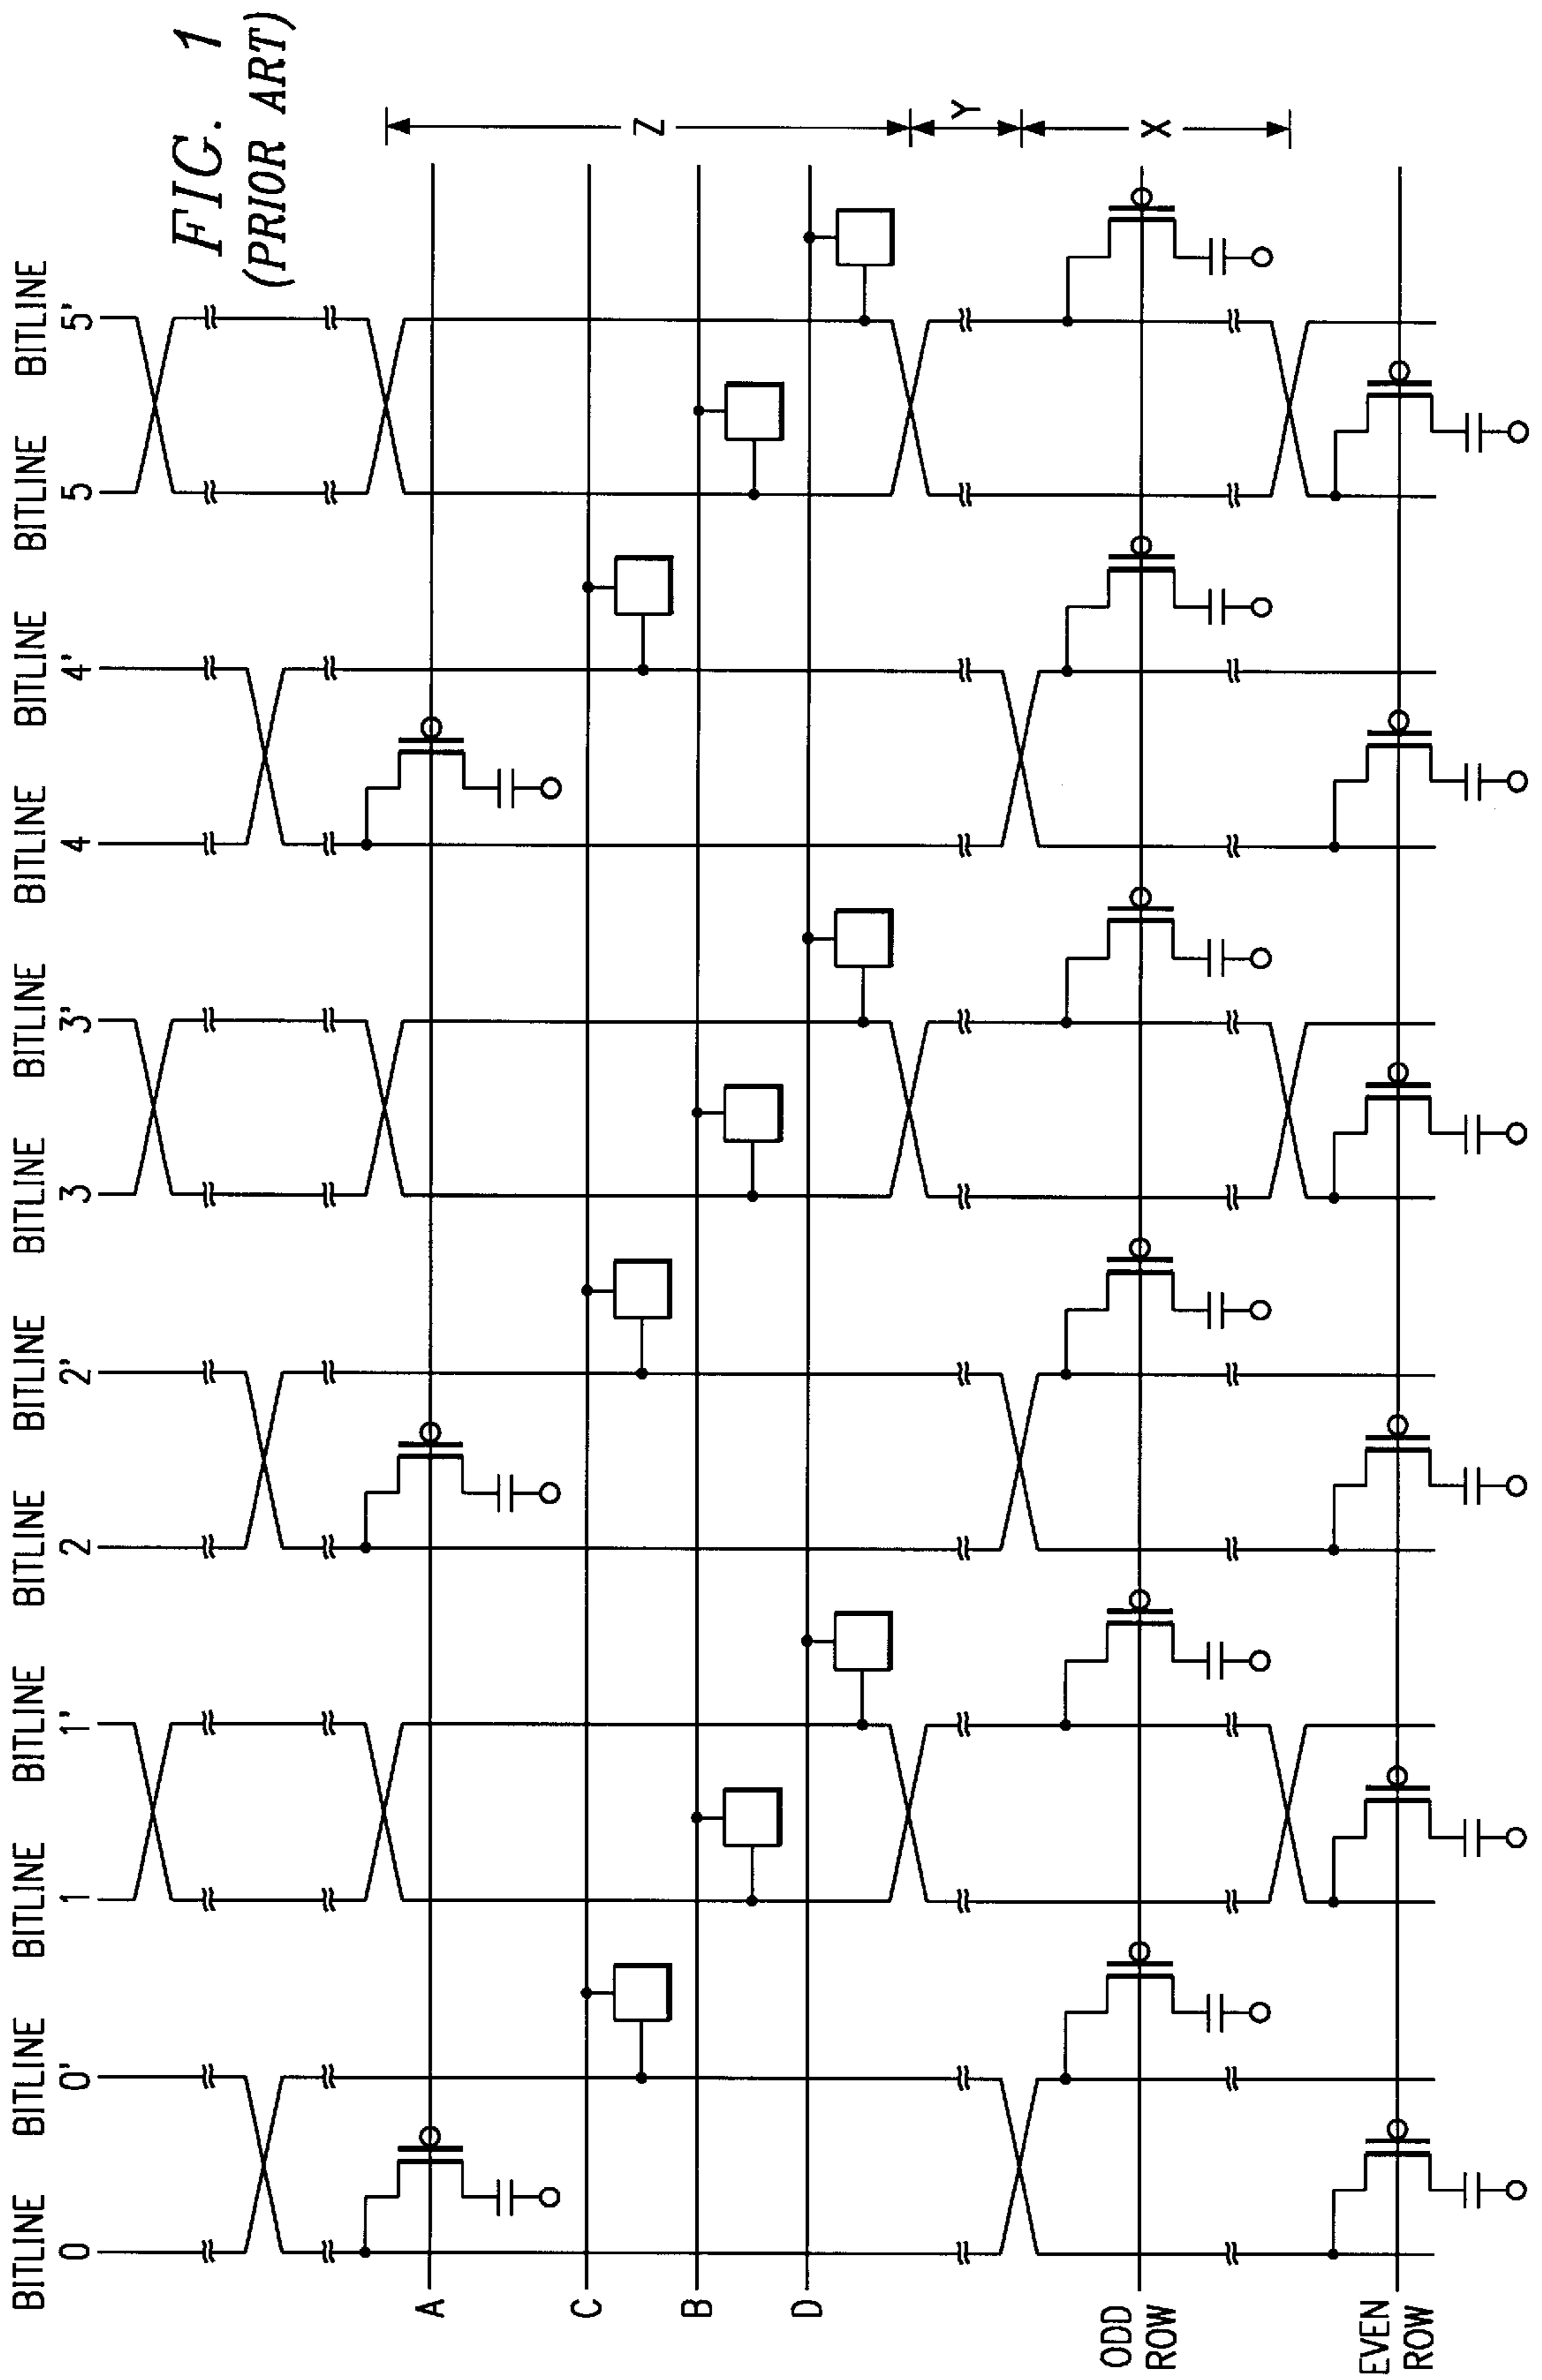 FIG. 1
(PRIOR ART)
BITLINE BITLINE BITLINE BITLINE BITLINE BITLINE BITLINE BITLINE BITLINE BITLINE BITLINE BITLINE
0 0' 1 1' 2 2' 3 3' 4 4' 5 5'
A
Z
C
B
D
Y
ODD
ROW
X
EVEN
ROW